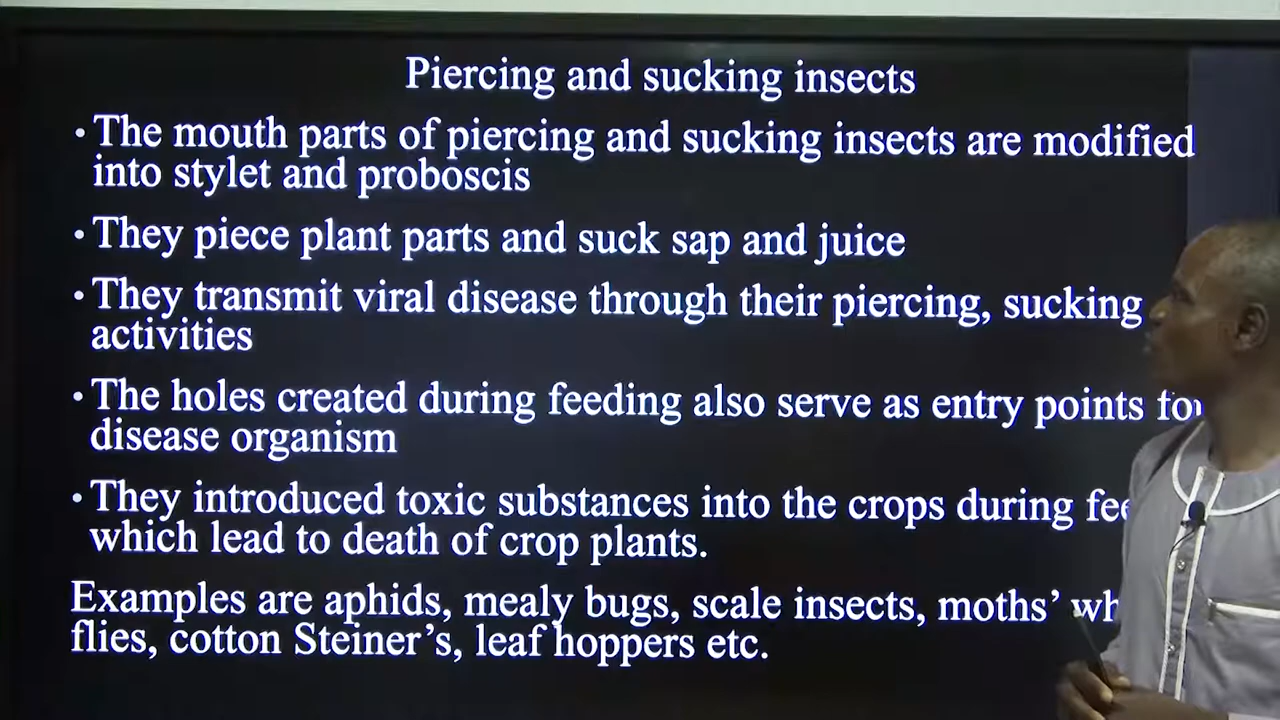 Piercing and sucking insects
• The mouth parts of piercing and sucking insects are modified
into stylet and proboscis
• They piece plant parts and suck sap and juice
• They transmit viral disease through their piercing, sucking
activities
• The holes created during feeding also serve as entry points for
disease organism
• They introduced toxic substances into the crops during
which lead to death of crop plants.
Examples are aphids, mealy bugs, scale insects, moths’
flies, cotton Steiner’s, leaf hoppers etc.